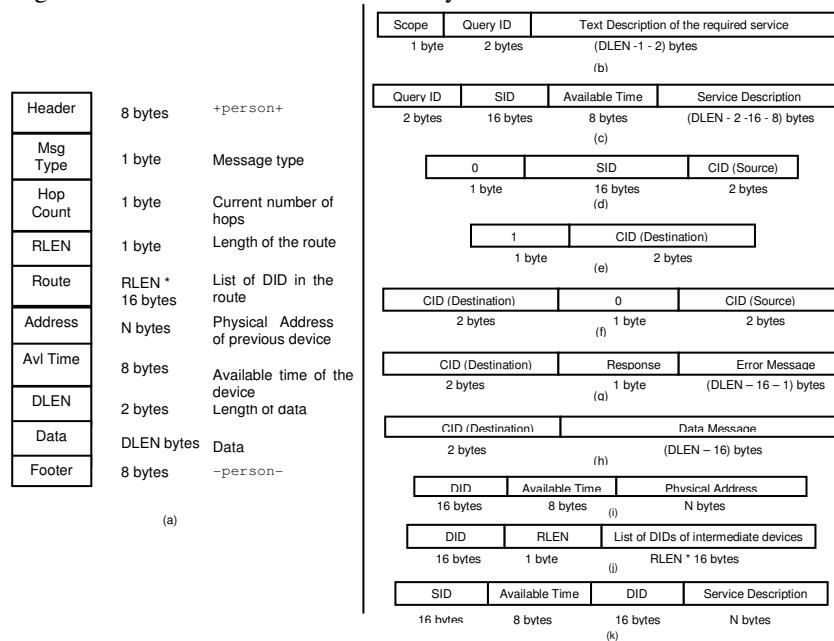 Header 8 bytes +person+
Msg Type 1 byte Message type
Hop Count 1 byte Current number of hops
RLEN 1 byte Length of the route
Route RLEN * 16 bytes List of DID in the route
Address N bytes Physical Address of previous device
Avl Time 8 bytes Available time of the device
DLEN 2 bytes Length of data
Data DLEN bytes Data
Footer 8 bytes -person-
(a)
Scope Query ID Text Description of the required service
1 byte 2 bytes (DLEN -1 - 2) bytes
(b)
Query ID SID Available Time Service Description
2 bytes 16 bytes 8 bytes (DLEN - 2 -16 - 8) bytes
(c)
0 SID CID (Source)
1 byte 16 bytes 2 bytes
(d)
1 CID (Destination)
1 byte 2 bytes
(e)
CID (Destination) 0 CID (Source)
2 bytes 1 byte 2 bytes
(f)
CID (Destination) Response Error Message
2 bytes 1 byte (DLEN – 16 – 1) bytes
(g)
CID (Destination) Data Message
2 bytes (DLEN – 16) bytes
(h)
DID Available Time Physical Address
16 bytes 8 bytes N bytes
(i)
DID RLEN List of DIDs of intermediate devices
16 bytes 1 byte RLEN * 16 bytes
(j)
SID Available Time DID Service Description
16 bytes 8 bytes 16 bytes N bytes
(k)